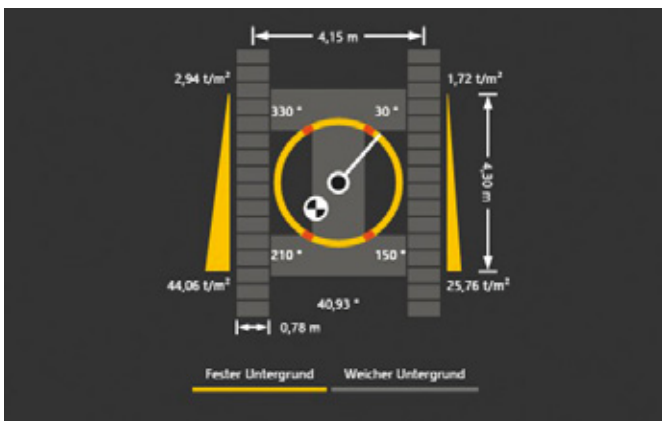 4,15 m
2,94 t/m²
1,72 t/m²
330 °
30 °
4,30 m
210 °
150 °
44,06 t/m²
25,76 t/m²
40,93 °
0,78 m
Fester Untergrund
Weicher Untergrund